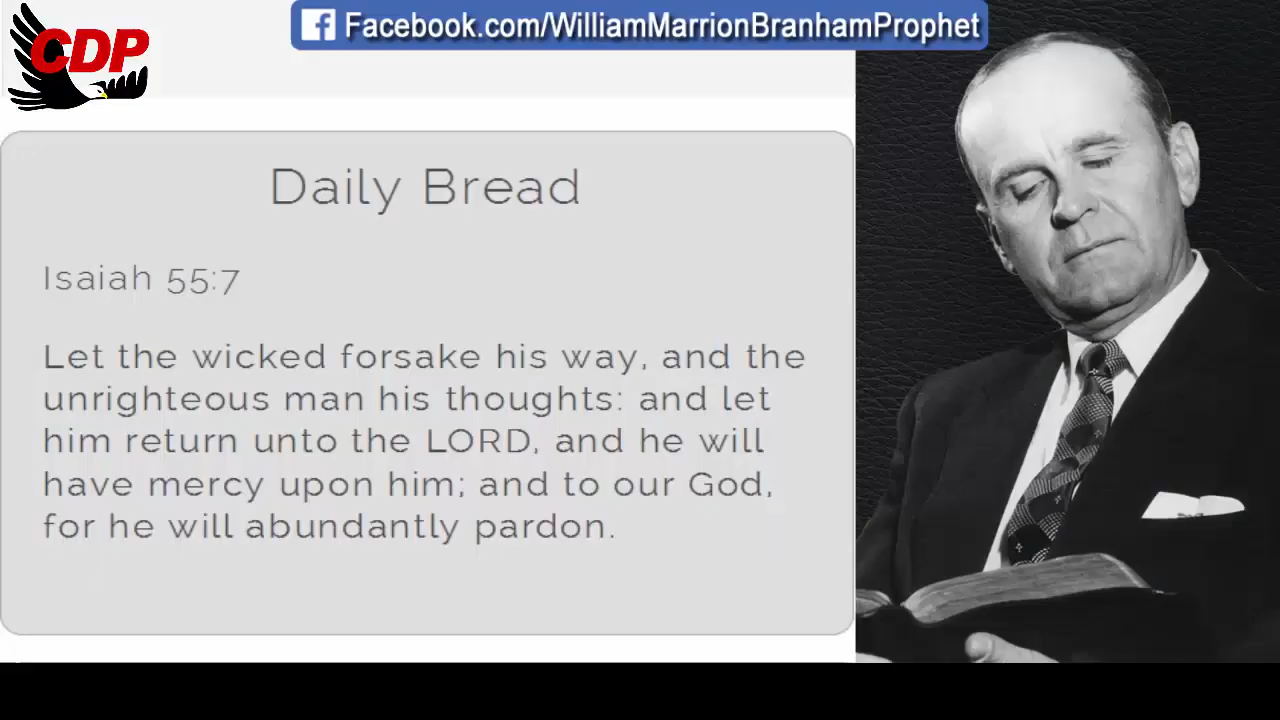 CDP
Facebook.com/WilliamMarrionBranhamProphet
Daily Bread
Isaiah 55:7
Let the wicked forsake his way, and the
unrighteous man his thoughts: and let
him return unto the LORD, and he will
have mercy upon him; and to our God,
for he will abundantly pardon.